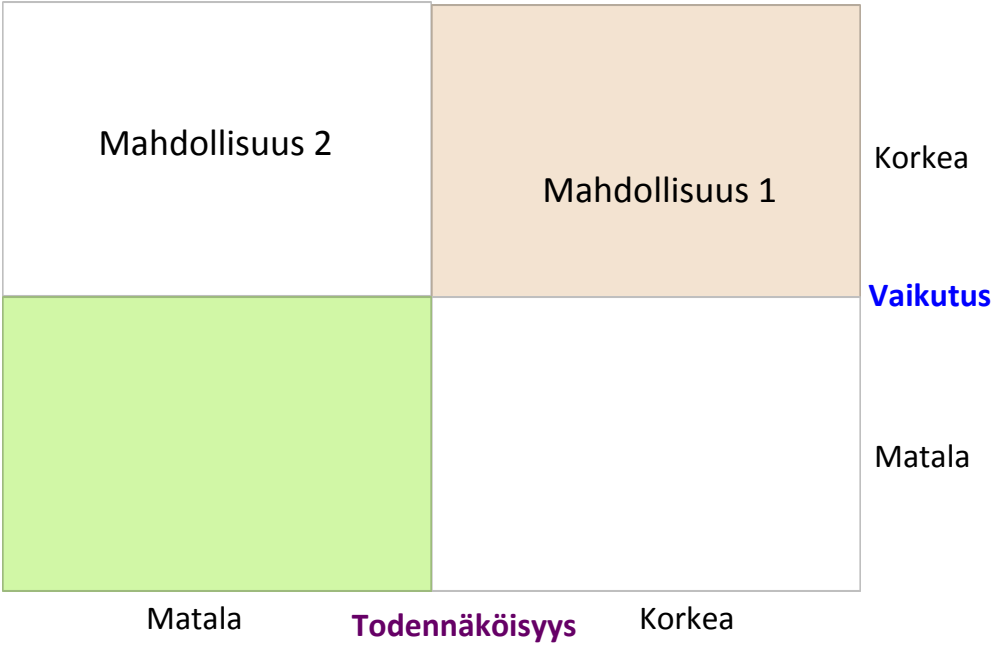 Mahdollisuus 2
Mahdollisuus 1
Korkea
Vaikutus
Matala
Matala
Todennäköisyys
Korkea